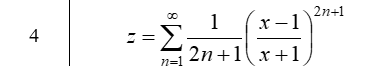 4 z = \sum_{n=1}^{\infty} \frac{1}{2n+1} \left( \frac{x-1}{x+1} \right)^{2n+1}